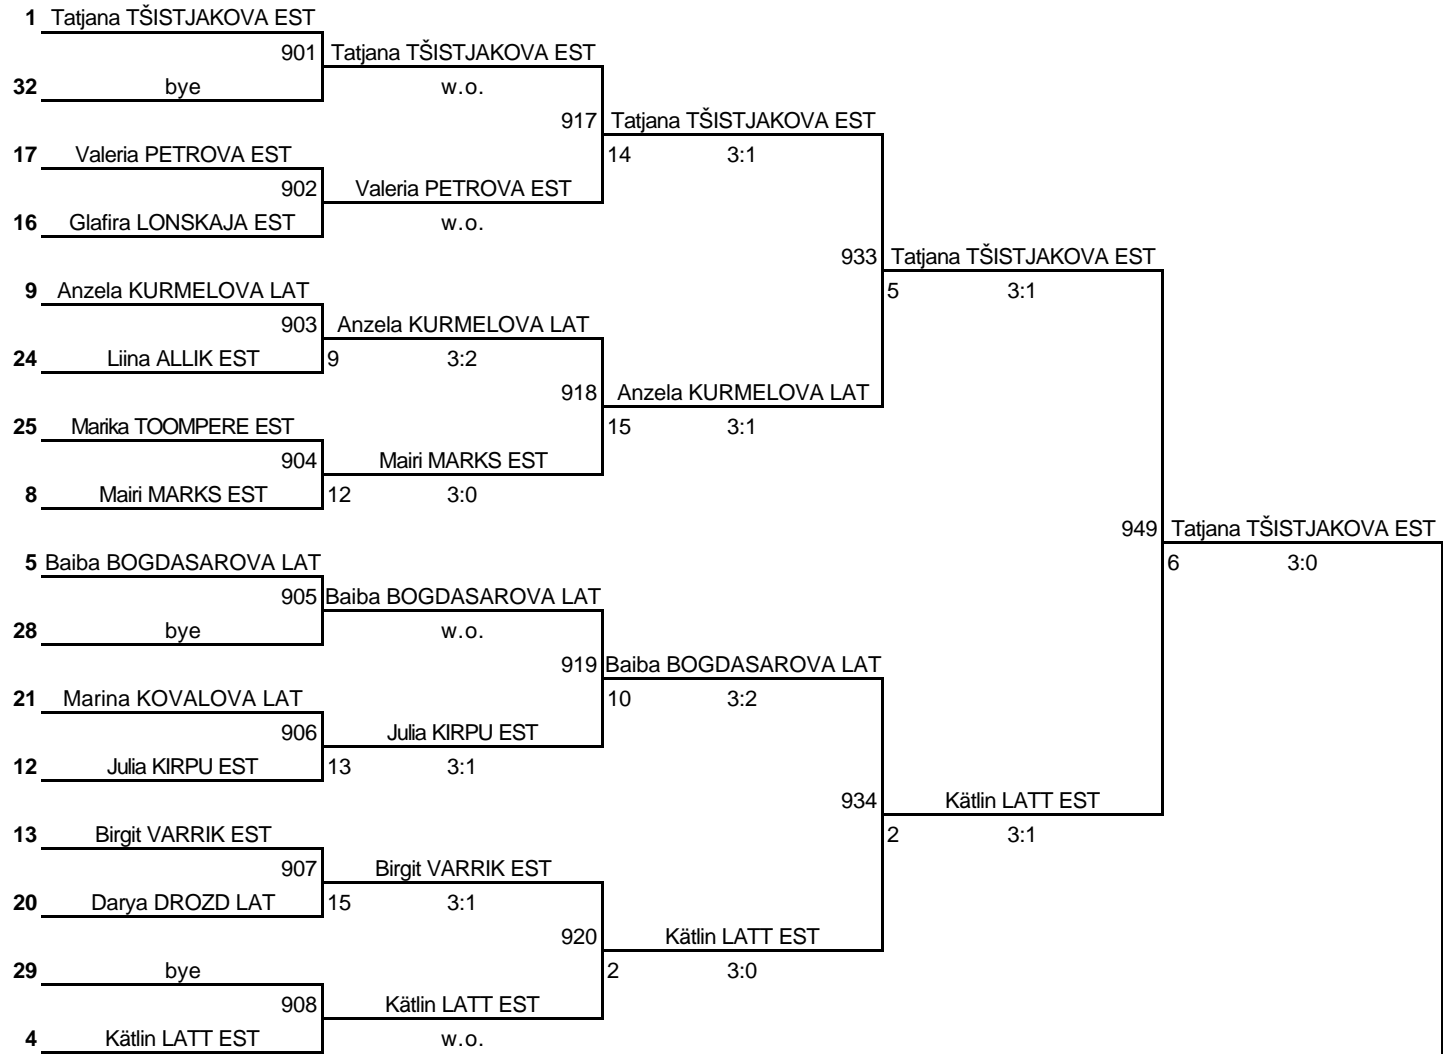 1 Tatjana TŠISTJAKOVA EST
901 Tatjana TŠISTJAKOVA EST
32 bye w.o.
917 Tatjana TŠISTJAKOVA EST
17 Valeria PETROVA EST 14 3:1
902 Valeria PETROVA EST
16 Glafira LONSKAJA EST w.o.
933 Tatjana TŠISTJAKOVA EST
9 Anzela KURMELOVA LAT 5 3:1
903 Anzela KURMELOVA LAT
24 Liina ALLIK EST 9 3:2
918 Anzela KURMELOVA LAT
25 Marika TOOMPERE EST 15 3:1
904 Mairi MARKS EST
8 Mairi MARKS EST 12 3:0
949 Tatjana TŠISTJAKOVA EST
5 Baiba BOGDASAROVA LAT 6 3:0
905 Baiba BOGDASAROVA LAT
28 bye w.o.
919 Baiba BOGDASAROVA LAT
21 Marina KOVALOVA LAT 10 3:2
906 Julia KIRPU EST
12 Julia KIRPU EST 13 3:1
934 Kätlin LATT EST
13 Birgit VARRIK EST 2 3:1
907 Birgit VARRIK EST
20 Darya DROZD LAT 15 3:1
920 Kätlin LATT EST
29 bye 2 3:0
908 Kätlin LATT EST
4 Kätlin LATT EST w.o.